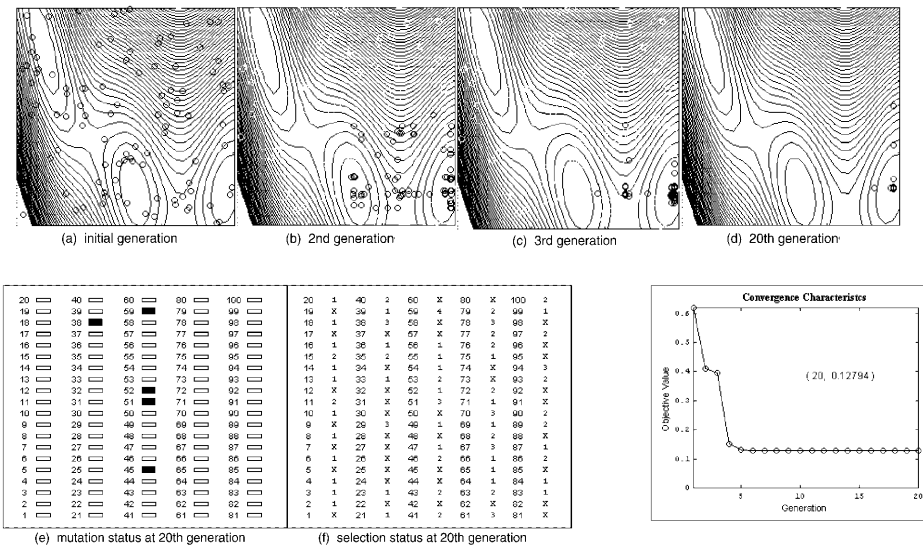 (a) initial generation
(b) 2nd generation
(c) 3rd generation
(d) 20th generation
20 40 60 80 100
19 39 59 79 99
18 38 58 78 98
17 37 57 77 97
16 36 56 76 96
15 35 55 75 95
14 34 54 74 94
13 33 53 73 93
12 32 52 72 92
11 31 51 71 91
10 30 50 70 90
9 29 49 69 89
8 28 48 68 88
7 27 47 67 87
6 26 46 66 86
5 25 45 65 85
4 24 44 64 84
3 23 43 63 83
2 22 42 62 82
1 21 41 61 81
(e) mutation status at 20th generation
20 1 40 2 60 X 80 X 100 2
19 X 39 1 59 4 79 2 99 1
18 1 38 3 58 X 78 3 98 X
17 X 37 X 57 X 77 2 97 2
16 1 36 1 56 1 76 2 96 X
15 2 35 2 55 1 75 1 95 X
14 1 34 X 54 1 74 X 94 3
13 1 33 1 53 2 73 X 93 2
12 X 32 X 52 1 72 1 92 X
11 2 31 X 51 3 71 1 91 X
10 1 30 X 50 X 70 3 90 2
9 X 29 3 49 1 69 1 89 2
8 1 28 X 48 X 68 2 88 X
7 X 27 X 47 1 67 3 87 1
6 1 26 X 46 2 66 1 86 2
5 X 25 X 45 X 65 1 85 X
4 1 24 X 44 X 64 1 84 1
3 1 23 1 43 2 63 2 83 1
2 1 22 X 42 X 62 X 82 X
1 X 21 1 41 2 61 3 81 X
(f) selection status at 20th generation
Convergence Characteristcs
Objective Value
0.6
0.4
0.2
0.1
0
( 20, 0.12794 )
0 5 10 15 20
Generation